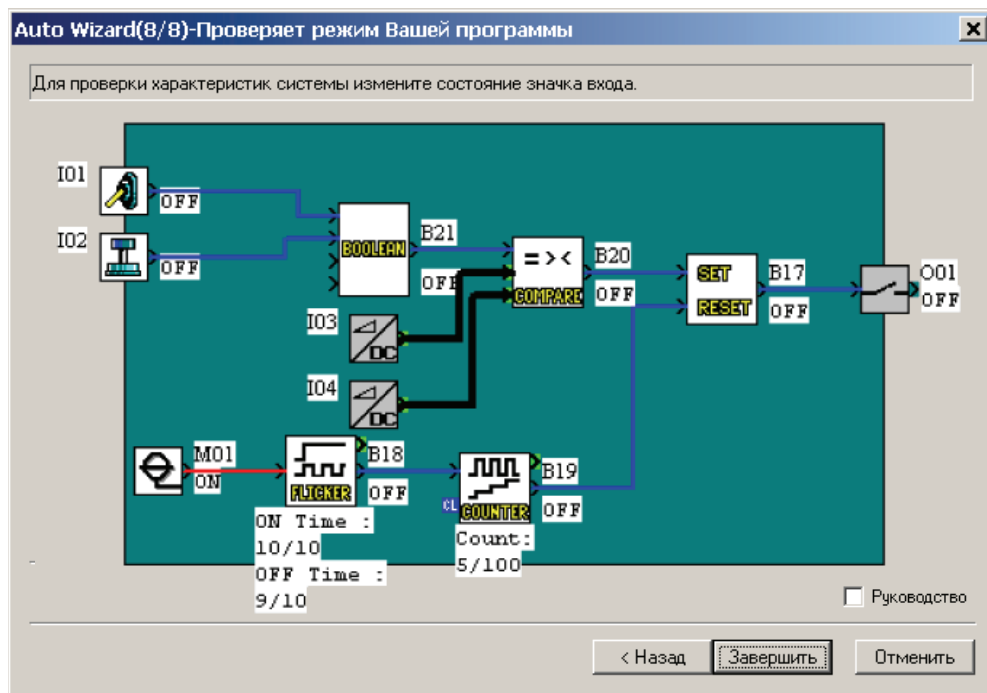 Auto Wizard(8/8)-Проверяет режим Вашей программы
Для проверки характеристик системы измените состояние значка входа.
I01
OFF
I02
OFF
BOOLEAN
B21
OFF
=><
COMPARE
B20
OFF
SET
RESET
B17
OFF
O01
OFF
I03
DC
I04
DC
M01
ON
FLICKER
B18
OFF
ON Time :
10/10
OFF Time :
9/10
CL
COUNTER
B19
OFF
Count:
5/100
Руководство
< Назад
Завершить
Отменить